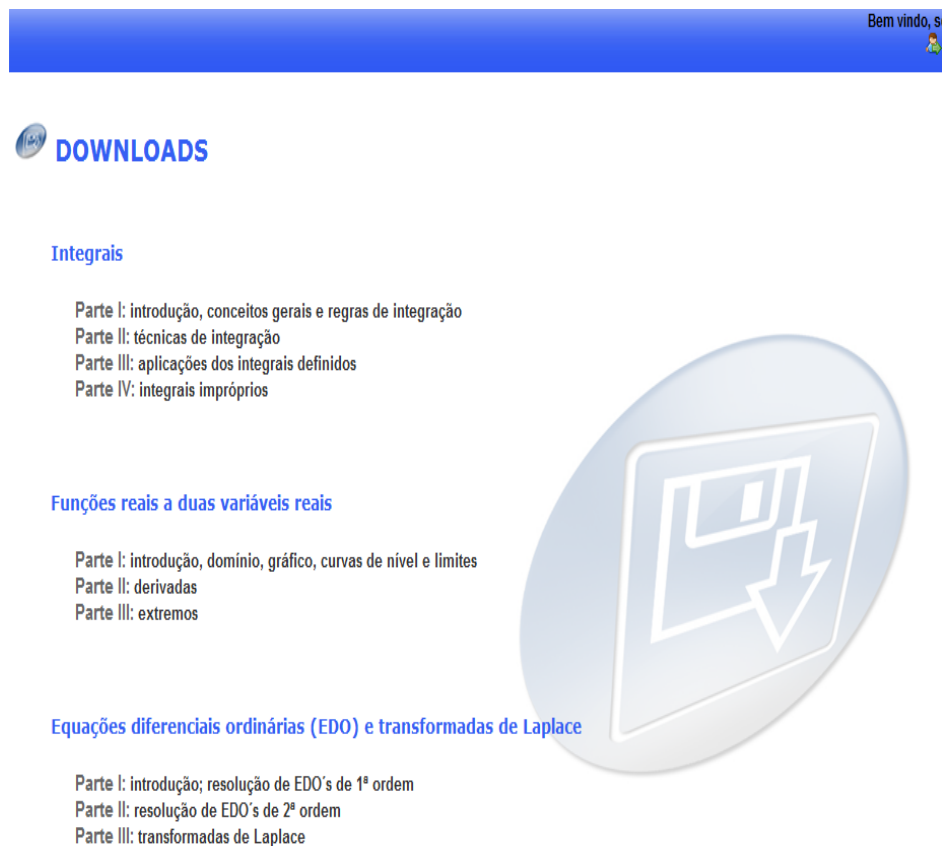 Bem vindo,
DOWNLOADS
Integrais
Parte I: introdução, conceitos gerais e regras de integração
Parte II: técnicas de integração
Parte III: aplicações dos integrais definidos
Parte IV: integrais impróprios
Funções reais a duas variáveis reais
Parte I: introdução, domínio, gráfico, curvas de nível e limites
Parte II: derivadas
Parte III: extremos
Equações diferenciais ordinárias (EDO) e transformadas de Laplace
Parte I: introdução; resolução de EDO´s de 1ª ordem
Parte II: resolução de EDO´s de 2ª ordem
Parte III: transformadas de Laplace